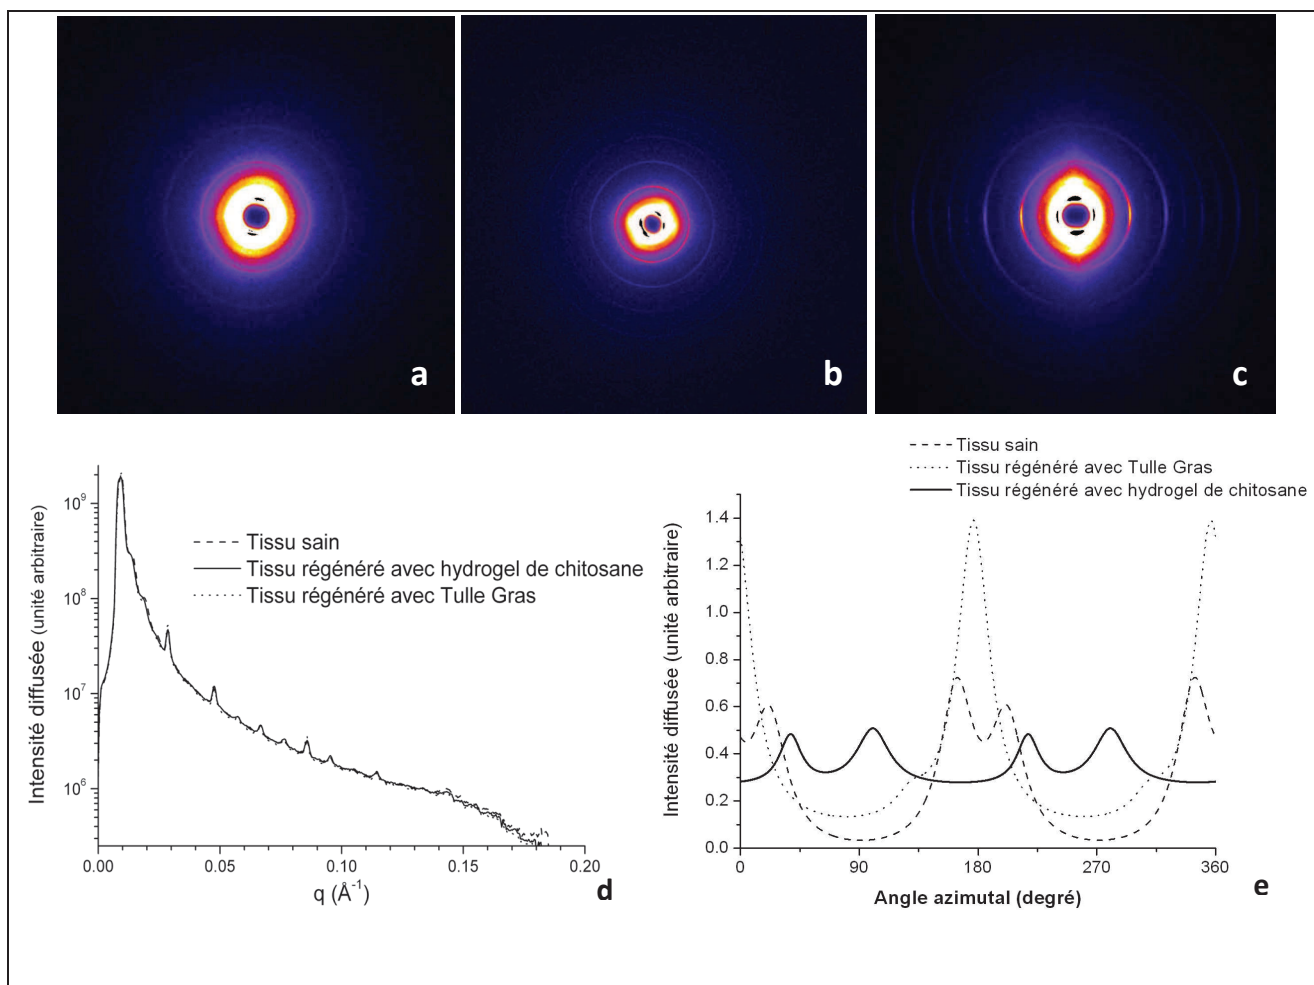 a
b
c
Tissu sain
Tissu régénéré avec Tulle Gras
Tissu régénéré avec hydrogel de chitosane
Intensité diffusée (unité arbitraire)
10⁹
10⁸
10⁷
10⁶
Tissu sain
Tissu régénéré avec hydrogel de chitosane
Tissu régénéré avec Tulle Gras
0.00
0.05
0.10
0.15
0.20
q (Å⁻¹)
d
Intensité diffusée (unité arbitraire)
1.4
1.2
1.0
0.8
0.6
0.4
0.2
0.0
0
90
180
270
360
Angle azimutal (degré)
e